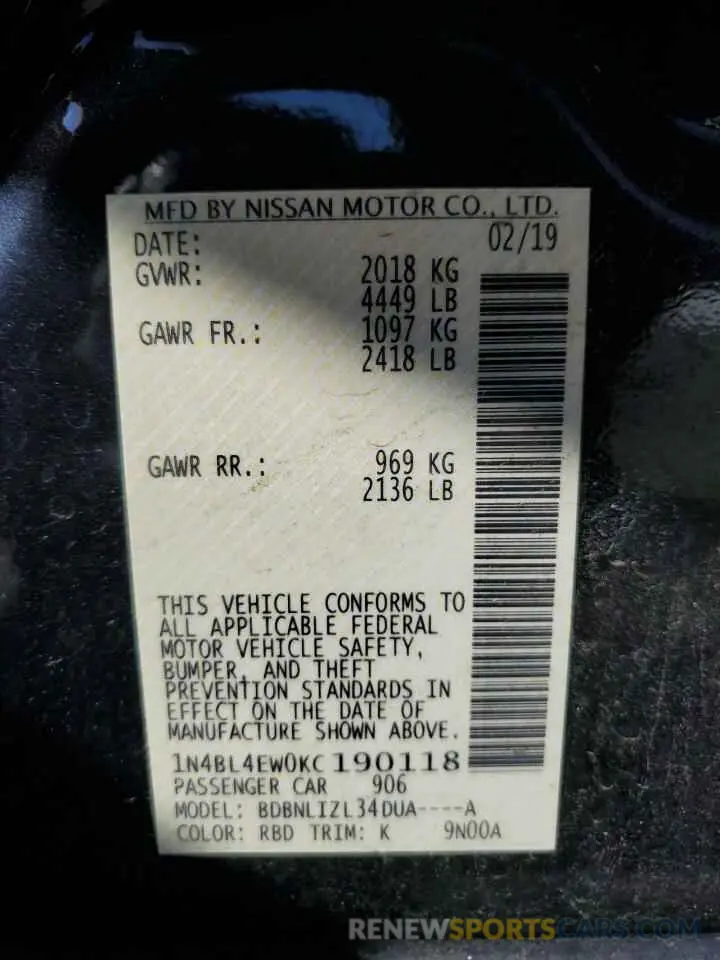 MFD BY NISSAN MOTOR CO., LTD.
DATE: 02/19
GVWR: 2018 KG
4449 LB
GAWR FR.: 1097 KG
2418 LB
GAWR RR.: 969 KG
2136 LB
THIS VEHICLE CONFORMS TO
ALL APPLICABLE FEDERAL
MOTOR VEHICLE SAFETY,
BUMPER, AND THEFT
PREVENTION STANDARDS IN
EFFECT ON THE DATE OF
MANUFACTURE SHOWN ABOVE.
1N4BL4EW0KC190118
PASSENGER CAR 906
MODEL: BDBNLIZL34DUA----A
COLOR: RBD TRIM: K 9N00A
RENEWSPORTSCARS.COM